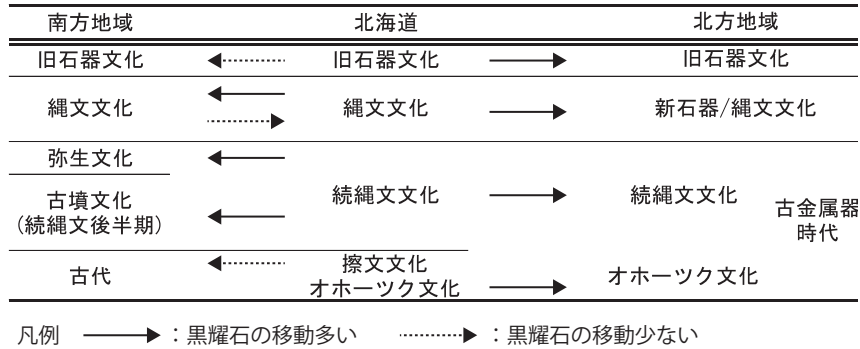 南方地域 北海道 北方地域
旧石器文化 旧石器文化 旧石器文化
縄文文化 縄文文化 新石器/縄文文化
弥生文化
古墳文化
(続縄文後半期)
続縄文文化 続縄文文化
古金属器
時代
古代
擦文文化
オホーツク文化 オホーツク文化
凡例 :黒耀石の移動多い :黒耀石の移動少ない